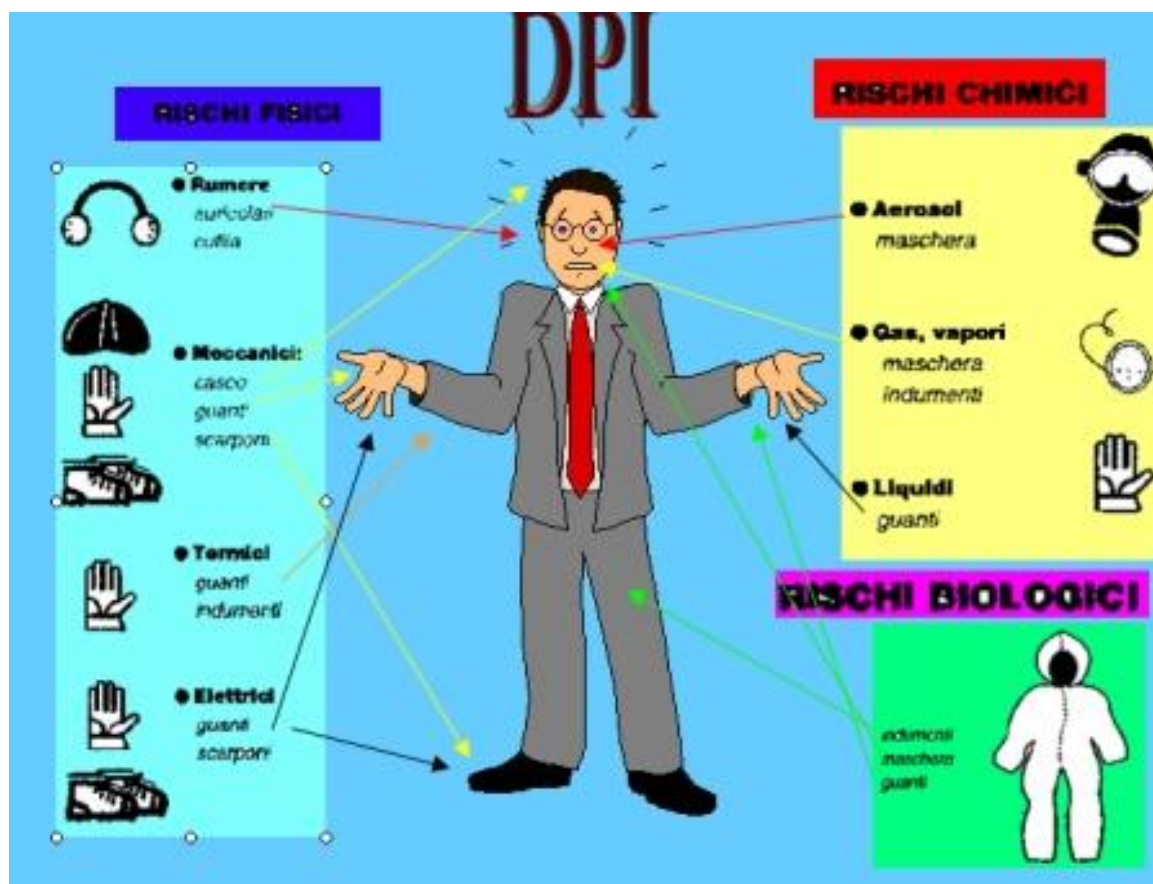 DPI
RISCHI FISICI
Rumore
auricolari
cuffia
Meccanici:
casco
guanti
scarponi
Termici
guanti
indumenti
Elettrici
guanti
scarponi
RISCHI CHIMICI
Aerosol
maschera
Gas, vapori
maschera
indumenti
Liquidi
guanti
RISCHI BIOLOGICI
indumenti
maschera
guanti